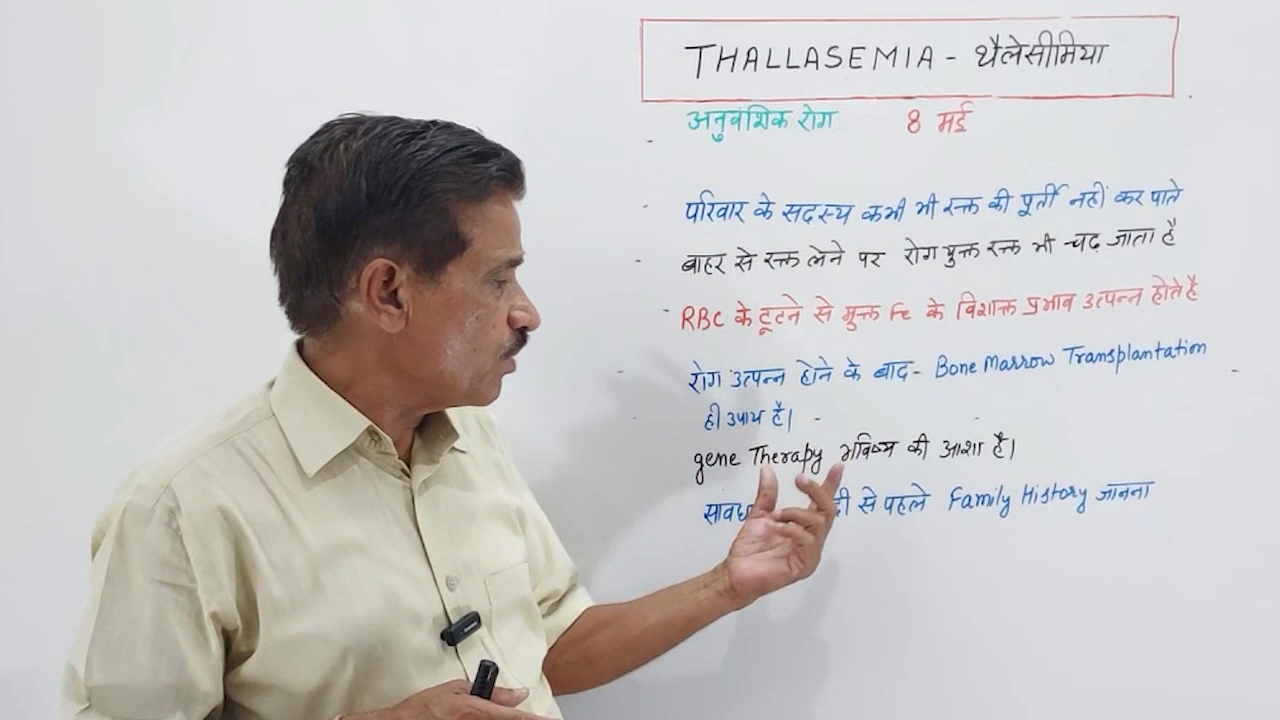 THALLASEMIA - थैलेसीमिया
अनुवंशिक रोग 8 मई
परिवार के सदस्य कभी भी रक्त की पूर्ती नहीं कर पाते
बाहर से रक्त लेने पर रोग युक्त रक्त भी चढ़ जाता है
RBC के टूटने से मुक्त Fe के विशाक्त प्रभाव उत्पन्न होते है
रोग उत्पन्न होने के बाद - Bone Marrow Transplantation
ही उपाय है।
gene Therapy भविष्य की आशा है।
से पहले Family History जानना